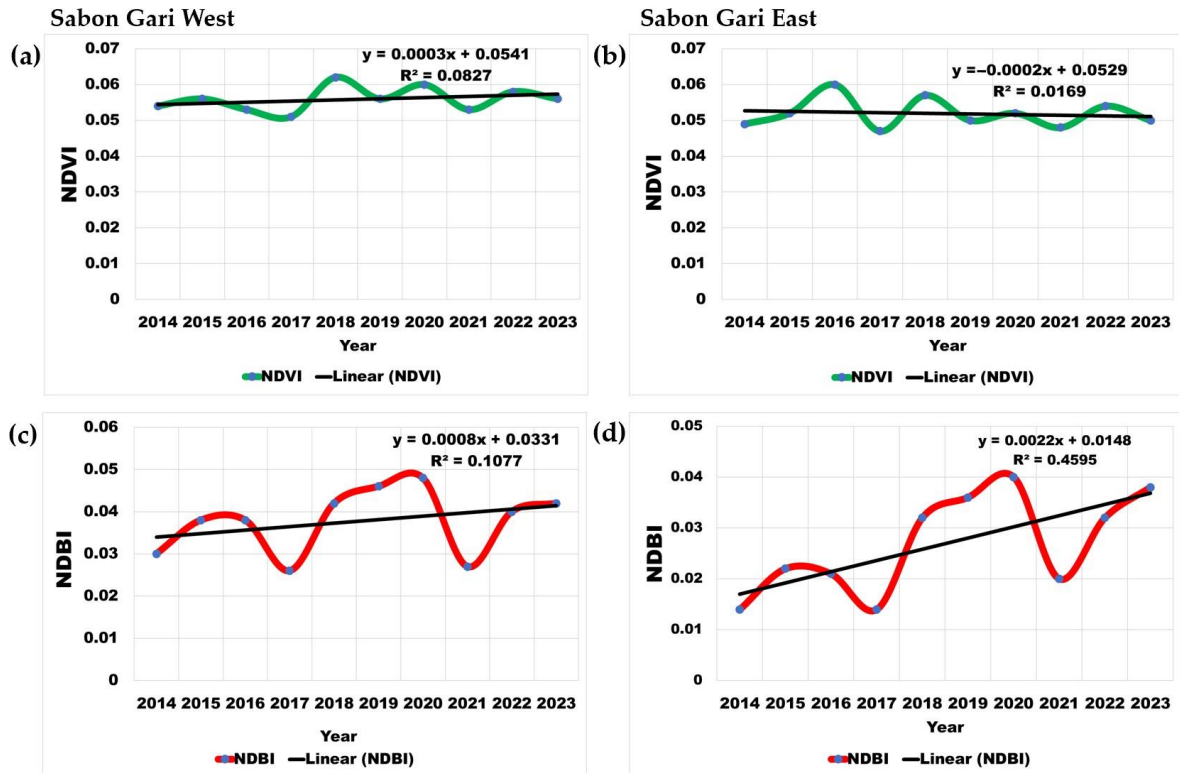 Sabon Gari West
(a)
0.07
0.06
0.05
0.04
0.03
0.02
0.01
0
NDVI
y = 0.0003x + 0.0541
R² = 0.0827
2014 2015 2016 2017 2018 2019 2020 2021 2022 2023
Year
NDVI Linear (NDVI)
Sabon Gari East
(b)
0.07
0.06
0.05
0.04
0.03
0.02
0.01
0
NDVI
y =−0.0002x + 0.0529
R² = 0.0169
2014 2015 2016 2017 2018 2019 2020 2021 2022 2023
Year
NDVI Linear (NDVI)
(c)
0.06
0.05
0.04
0.03
0.02
0.01
0
NDBI
y = 0.0008x + 0.0331
R² = 0.1077
2014 2015 2016 2017 2018 2019 2020 2021 2022 2023
Year
NDBI Linear (NDBI)
(d)
0.05
0.04
0.03
0.02
0.01
0
NDBI
y = 0.0022x + 0.0148
R² = 0.4595
2014 2015 2016 2017 2018 2019 2020 2021 2022 2023
Year
NDBI Linear (NDBI)